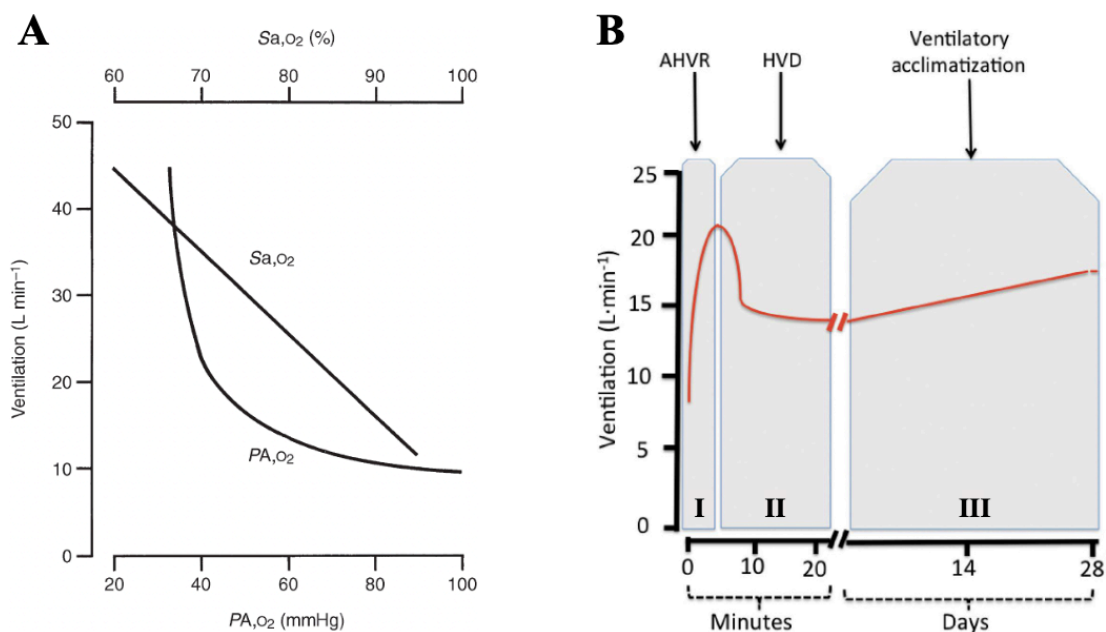 A
Sa,o₂ (%)
60 70 80 90 100
50
40
30
20
10
0
Ventilation (L min⁻¹)
Sa,o₂
PA,o₂
20 40 60 80 100
PA,o₂ (mmHg)
B
AHVR
HVD
Ventilatory
acclimatization
25
20
15
10
5
0
Ventilation (L·min⁻¹)
I II III
0 10 20 14 28
Minutes Days